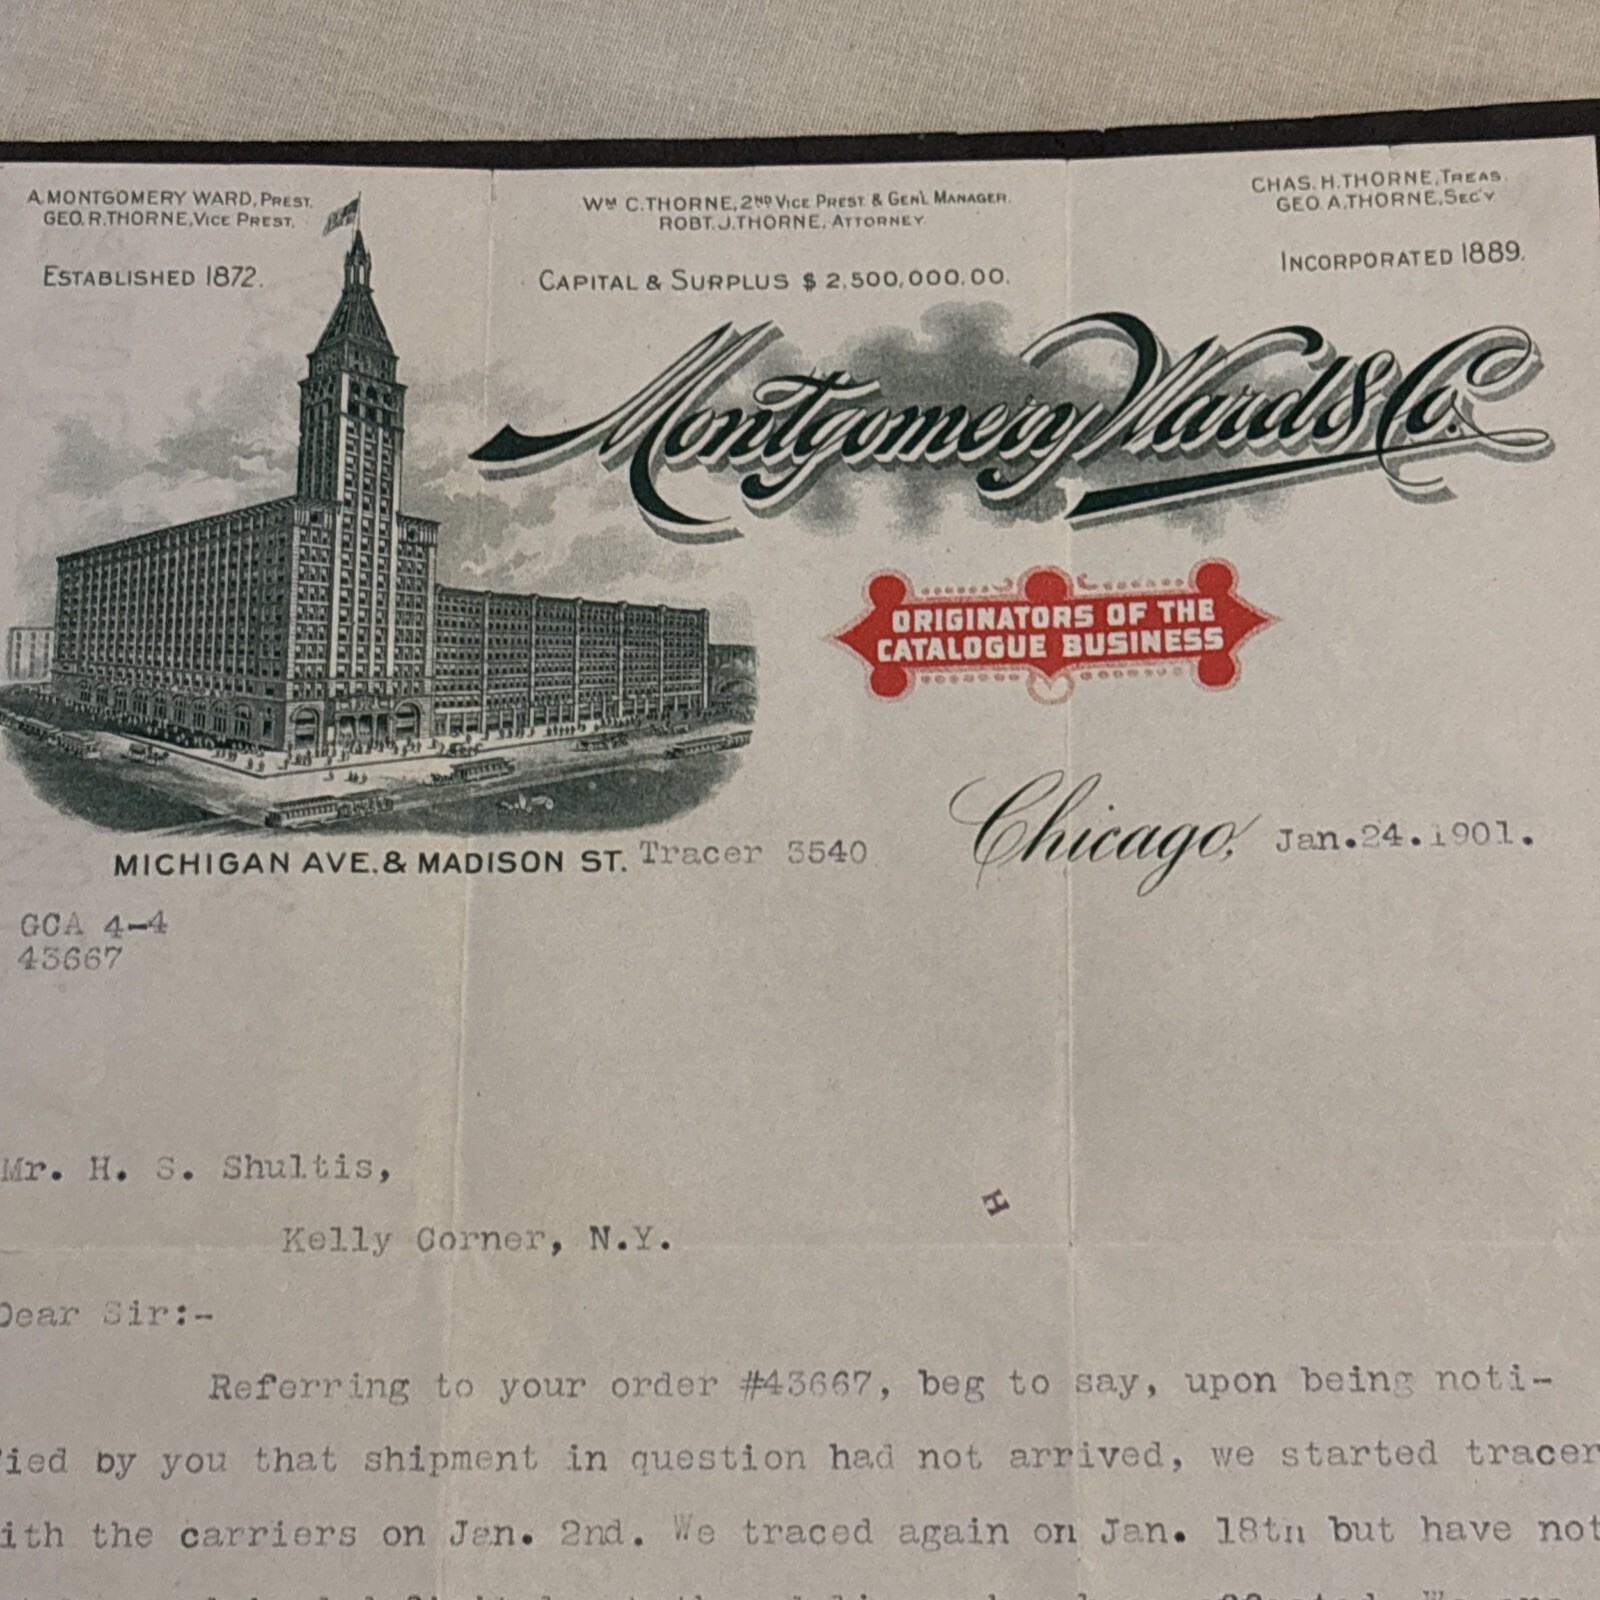 A. MONTGOMERY WARD, PREST.
GEO. R. THORNE, VICE PREST.
WM C. THORNE, 2ND VICE PREST. & GEN'L MANAGER.
ROBT. J. THORNE, ATTORNEY.
CHAS. H. THORNE, TREAS.
GEO. A. THORNE, SEC'Y
ESTABLISHED 1872.
CAPITAL & SURPLUS $ 2,500,000.00.
INCORPORATED 1889.
Montgomery Ward & Co.
ORIGINATORS OF THE
CATALOGUE BUSINESS
MICHIGAN AVE. & MADISON ST. Tracer 3540
Chicago, Jan.24.1901.
GCA 4-4
43667
Mr. H. S. Shultis,
H
Kelly Corner, N.Y.
Dear Sir:-
Referring to your order #43667, beg to say, upon being noti-
fied by you that shipment in question had not arrived, we started tracer
ith the carriers on Jan. 2nd. We traced again on Jan. 18th but have not